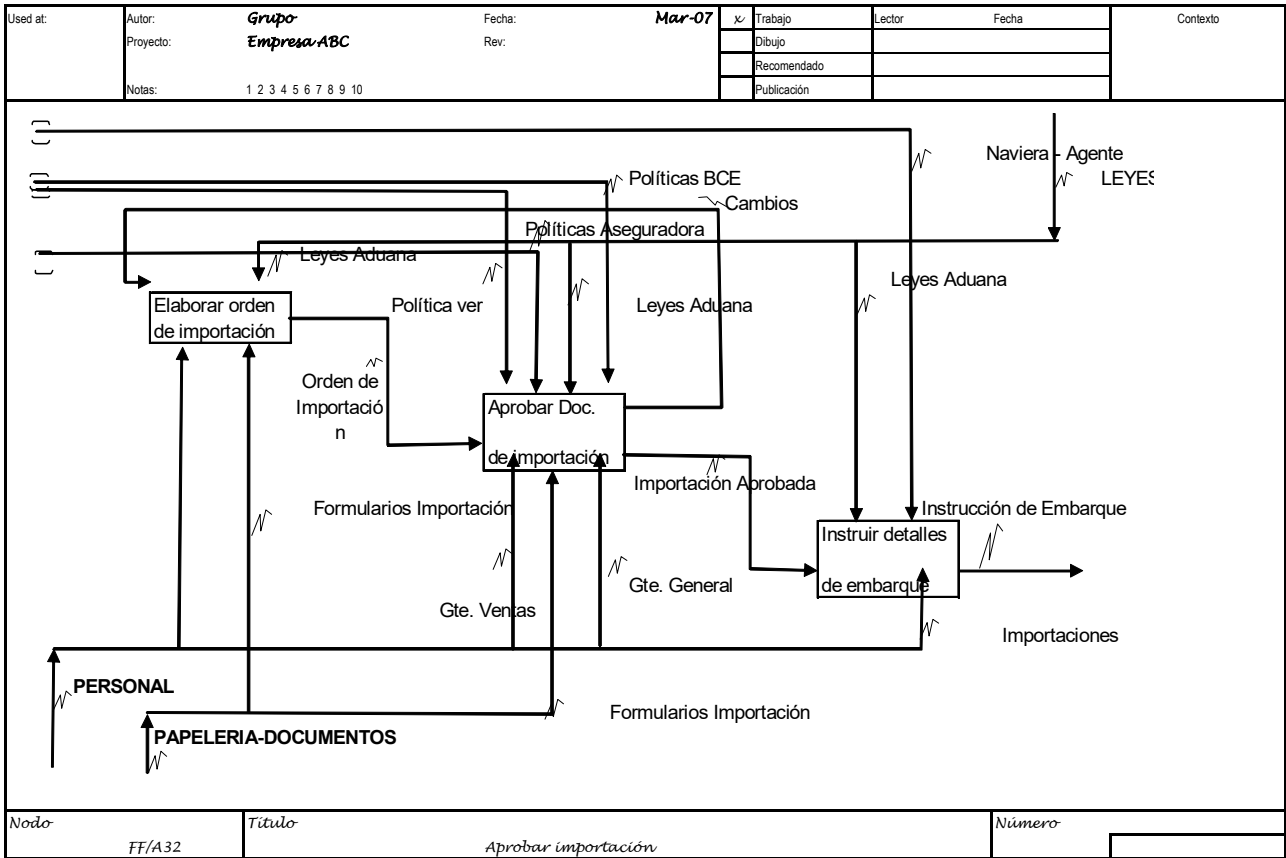 Used at:
Autor: Grupo Fecha: Mar-07
x Trabajo Lector Fecha Contexto
Proyecto: Empresa ABC Rev:
Dibujo
Recomendado
Notas: 1 2 3 4 5 6 7 8 9 10
Publicación
Naviera - Agente
LEYES
Políticas BCE
Cambios
Políticas Aseguradora
Leyes Aduana
Leyes Aduana
Elaborar orden
de importación
Política ver
Leyes Aduana
Orden de
Importació
n
Aprobar Doc.
de importación
Importación Aprobada
Formularios Importación
Instrucción de Embarque
Instruir detalles
de embarque
Gte. General
Gte. Ventas
Importaciones
PERSONAL
Formularios Importación
PAPELERIA-DOCUMENTOS
Nodo Título Número
FF/A32 Aprobar importación